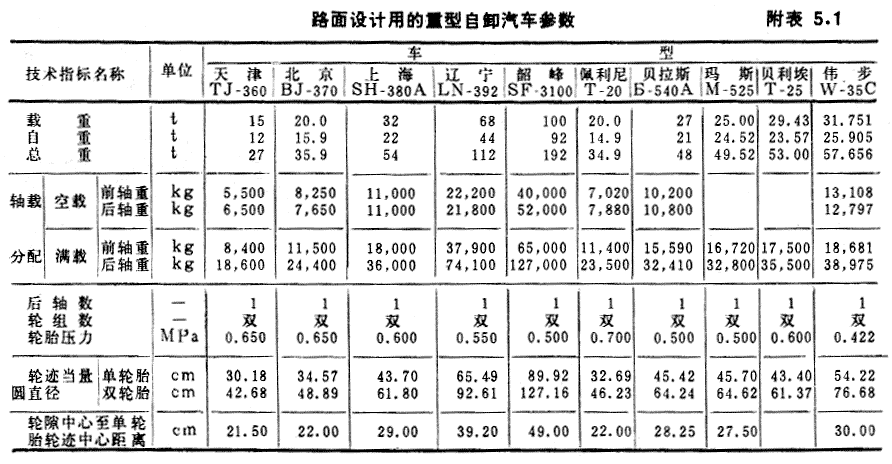 路面设计用的重型自卸汽车参数 附表 5.1
技术指标名称 单位 车型
天津 北京 上海 辽宁 韶峰 佩利尼 贝拉斯 玛斯 贝利埃 伟步
TJ-360 BJ-370 SH-380A LN-392 SF-3100 T-20 Б-540A M-525 T-25 W-35C
载重 t 15 20.0 32 68 100 20.0 27 25.00 29.43 31.751
自重 t 12 15.9 22 44 92 14.9 21 24.52 23.57 25.905
总重 t 27 35.9 54 112 192 34.9 48 49.52 53.00 57.656
轴载 空载 前轴重 kg 5,500 8,250 11,000 22,200 40,000 7,020 10,200 13,108
后轴重 kg 6,500 7,650 11,000 21,800 52,000 7,880 10,800 12,797
分配 满载 前轴重 kg 8,400 11,500 18,000 37,900 65,000 11,400 15,590 16,720 17,500 18,681
后轴重 kg 18,600 24,400 36,000 74,100 127,000 23,500 32,410 32,800 35,500 38,975
后轴数 — 1 1 1 1 1 1 1 1 1 1
轮组数 — 双 双 双 双 双 双 双 双 双 双
轮胎压力 MPa 0.650 0.650 0.600 0.550 0.500 0.700 0.500 0.500 0.600 0.422
轮迹当量 单轮胎 cm 30.18 34.57 43.70 65.49 89.92 32.69 45.42 45.70 43.40 54.22
圆直径 双轮胎 cm 42.68 48.89 61.80 92.61 127.16 46.23 64.24 64.62 61.37 76.68
轮隙中心至单轮
胎轮迹中心距离 cm 21.50 22.00 29.00 39.20 49.00 22.00 28.25 27.50 30.00